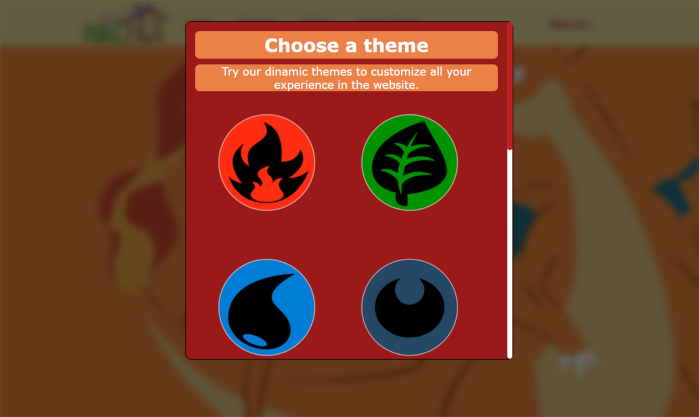 Choose a theme
Try our dinamic themes to customize all your
experience in the website.